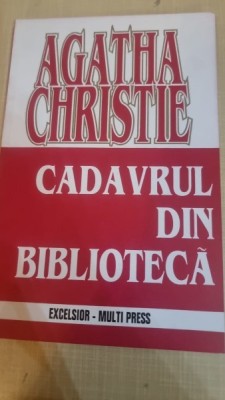 AGATHA
CHRISTIE
CADAVRUL
DIN
BIBLIOTECĂ
EXCELSIOR - MULTI PRESS